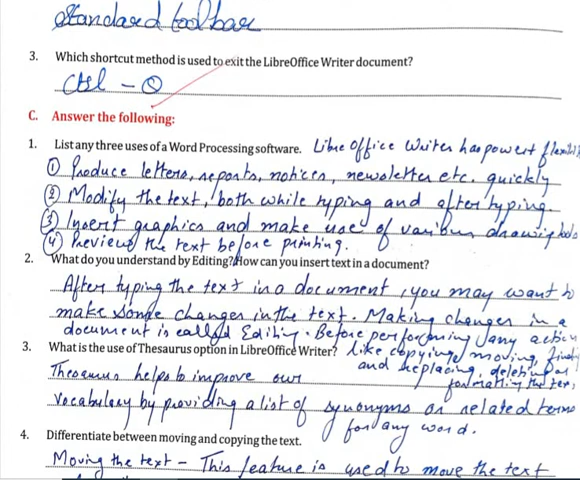 Standard toolbar
3. Which shortcut method is used to exit the LibreOffice Writer document?
Ctrl - Q
C. Answer the following:
1. List any three uses of a Word Processing software. Libre Office Writer has powerf flexibl
① Produce letters, reports, notices, newsletter etc. quickly
② Modify the text, both while typing and after typing.
③ Insert graphics and make use of various drawing tools
④ Preview the text before printing.
2. What do you understand by Editing? How can you insert text in a document?
After typing the text in a document, you may want to
make some changes in the text. Making changes in a
document is called Editing. Before performing any action
3. What is the use of Thesaurus option in LibreOffice Writer? like copying, moving, findi
and replacing, deleting or
Thesaurus helps to improve our formating the text,
vocabulary by providing a list of synonyms or related terms
for any word.
4. Differentiate between moving and copying the text.
Moving the text - This feature is used to move the text